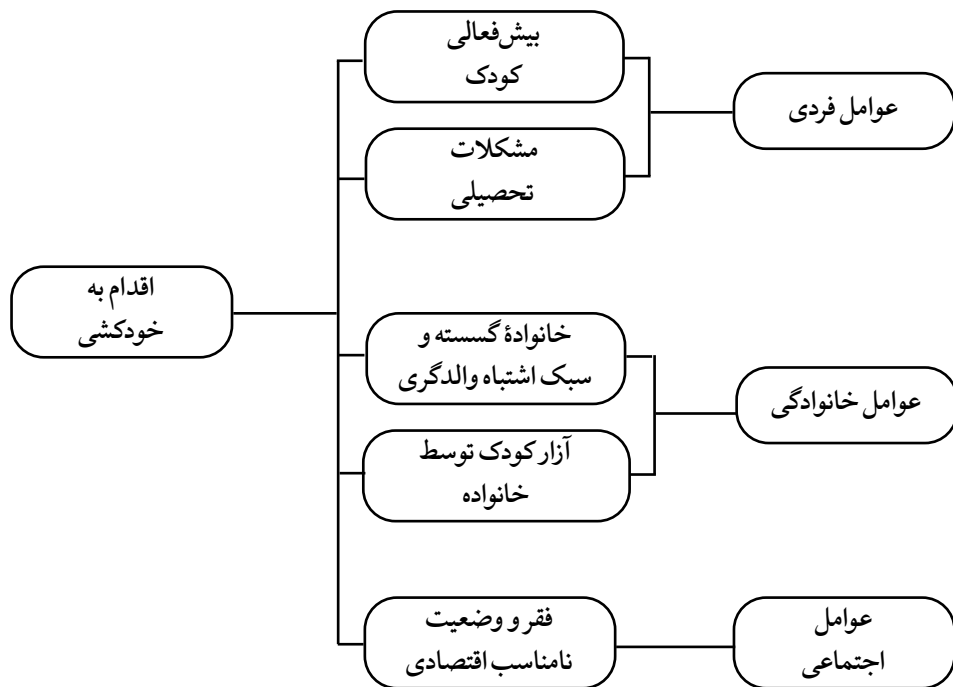 بیش‌فعالی
کودک
عوامل فردی
مشکلات
تحصیلی
اقدام به
خودکشی
خانوادهٔ گسسته و
سبک اشتباه والدگری
عوامل خانوادگی
آزار کودک توسط
خانواده
فقر و وضعیت
نامناسب اقتصادی
عوامل
اجتماعی